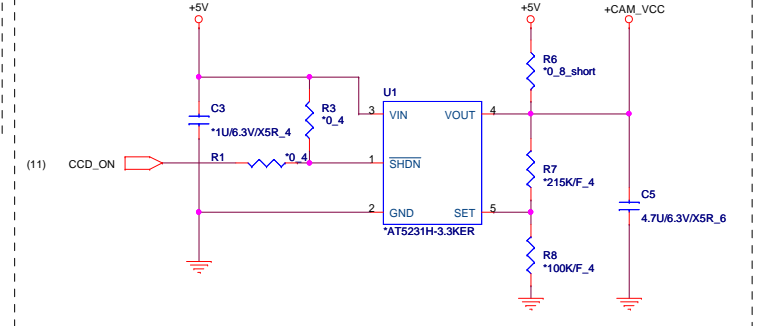 +5V
+5V
+CAM_VCC
R6
*0_8_short
C3
*1U/6.3V/X5R_4
R3
*0_4
U1
3
VIN
VOUT
4
(11)
CCD_ON
R1
*0_4
1
SHDN
R7
*215K/F_4
C5
4.7U/6.3V/X5R_6
2
GND
SET
5
*AT5231H-3.3KER
R8
*100K/F_4